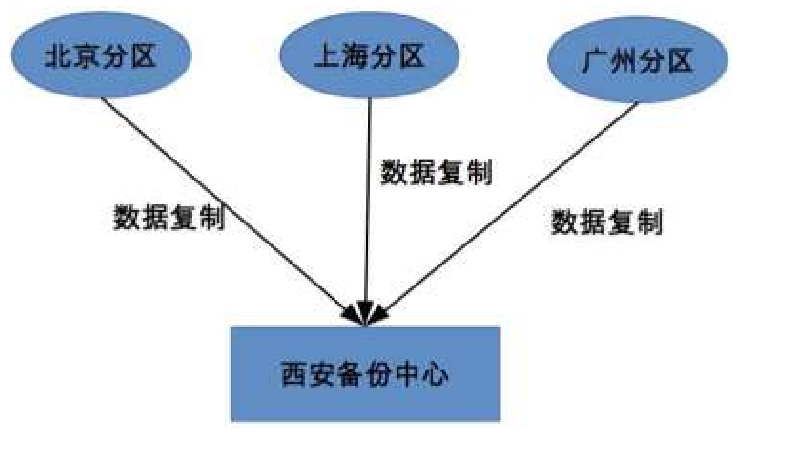 北京分区
上海分区
广州分区
数据复制
数据复制
数据复制
西安备份中心